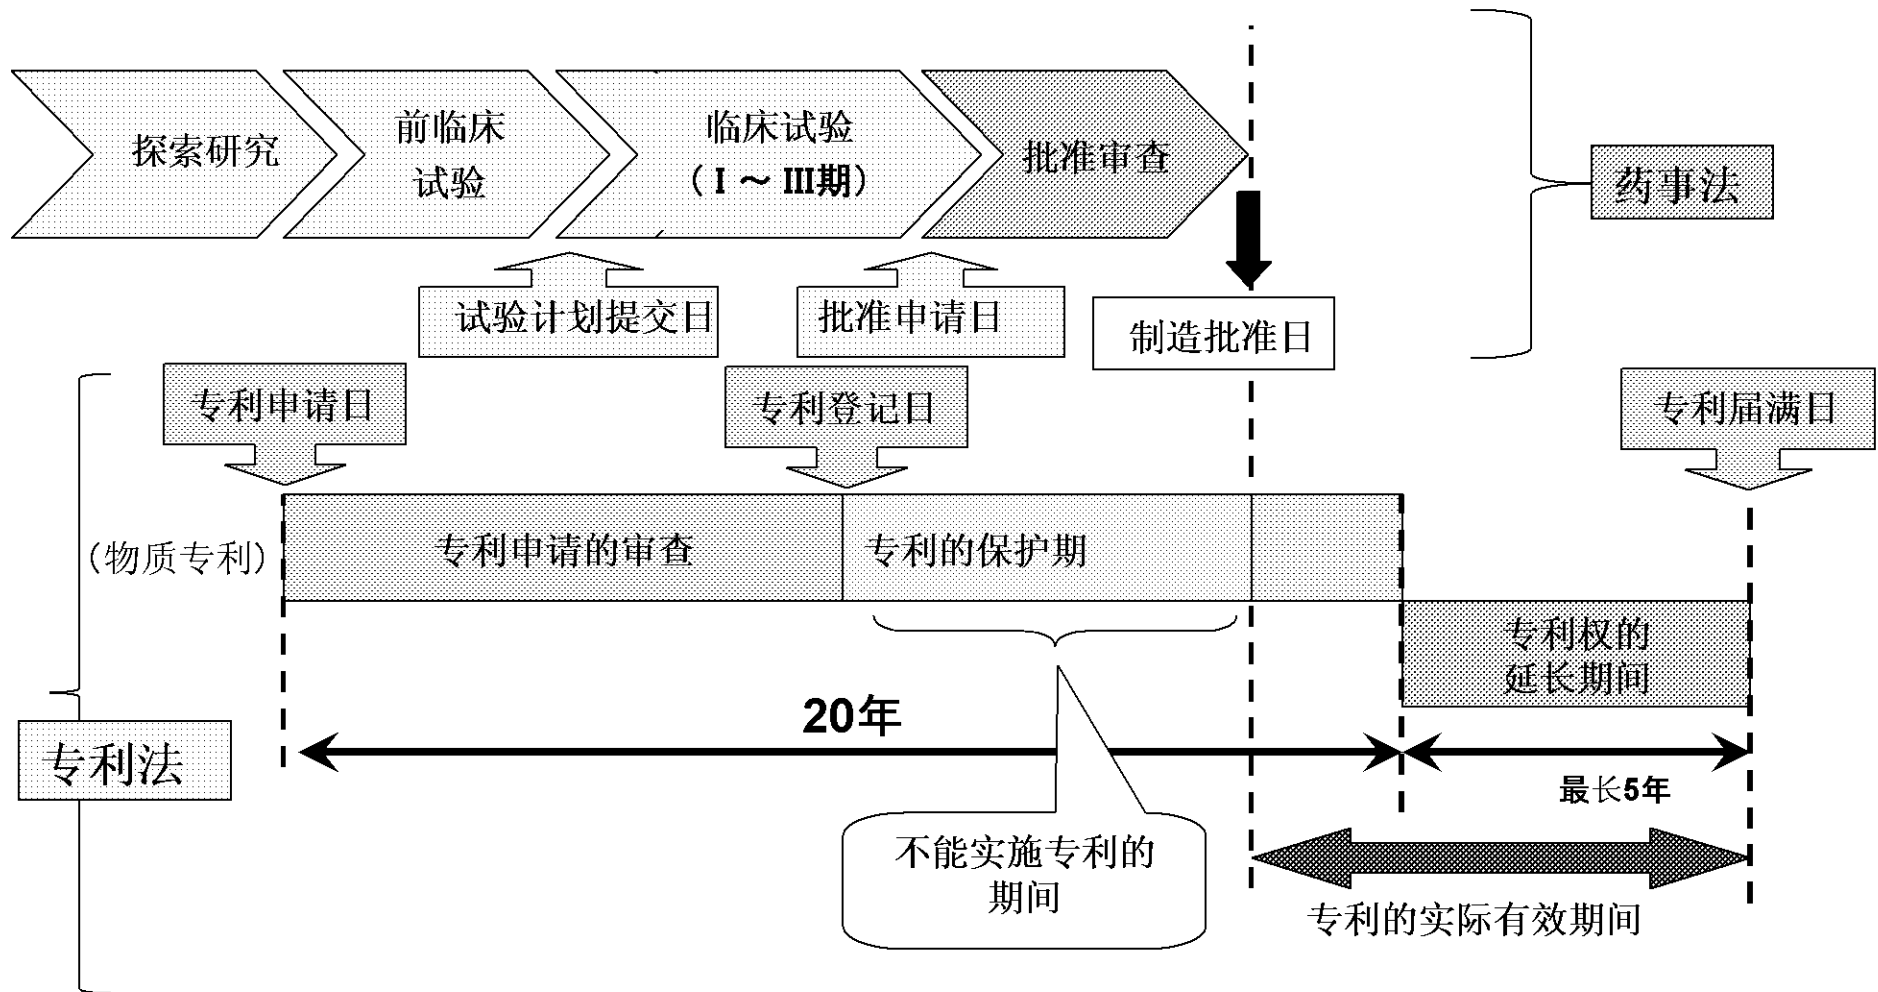 探索研究
前临床
试验
临床试验
（Ⅰ～Ⅲ期）
批准审查
药事法
试验计划提交日
批准申请日
制造批准日
专利申请日
专利登记日
专利届满日
(物质专利)
专利申请的审查
专利的保护期
专利权的
延长期间
20年
专利法
最长5年
不能实施专利的
期间
专利的实际有效期间